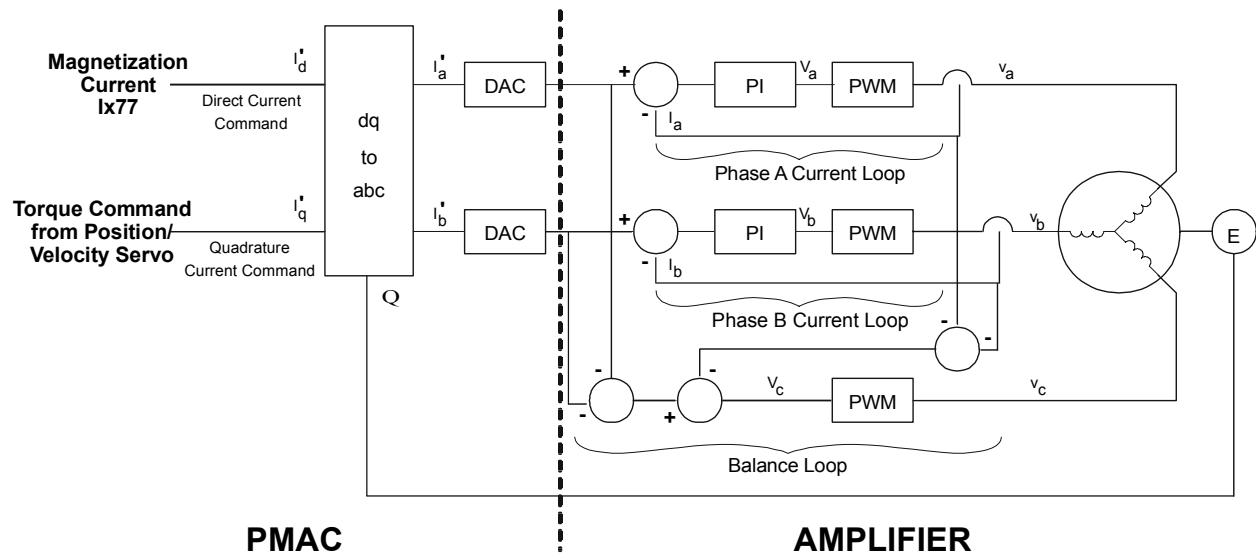 Magnetization
Current
Ix77
I'd
Direct Current
Command
Torque Command
from Position/
Velocity Servo
I'q
Quadrature
Current Command
dq
to
abc
Q
I'a
DAC
I'b
DAC
+
-
Ia
PI
Va
PWM
va
Phase A Current Loop
+
-
Ib
PI
Vb
PWM
vb
E
Phase B Current Loop
-
-
-
-
-
+
Vc
PWM
vc
Balance Loop
PMAC
AMPLIFIER